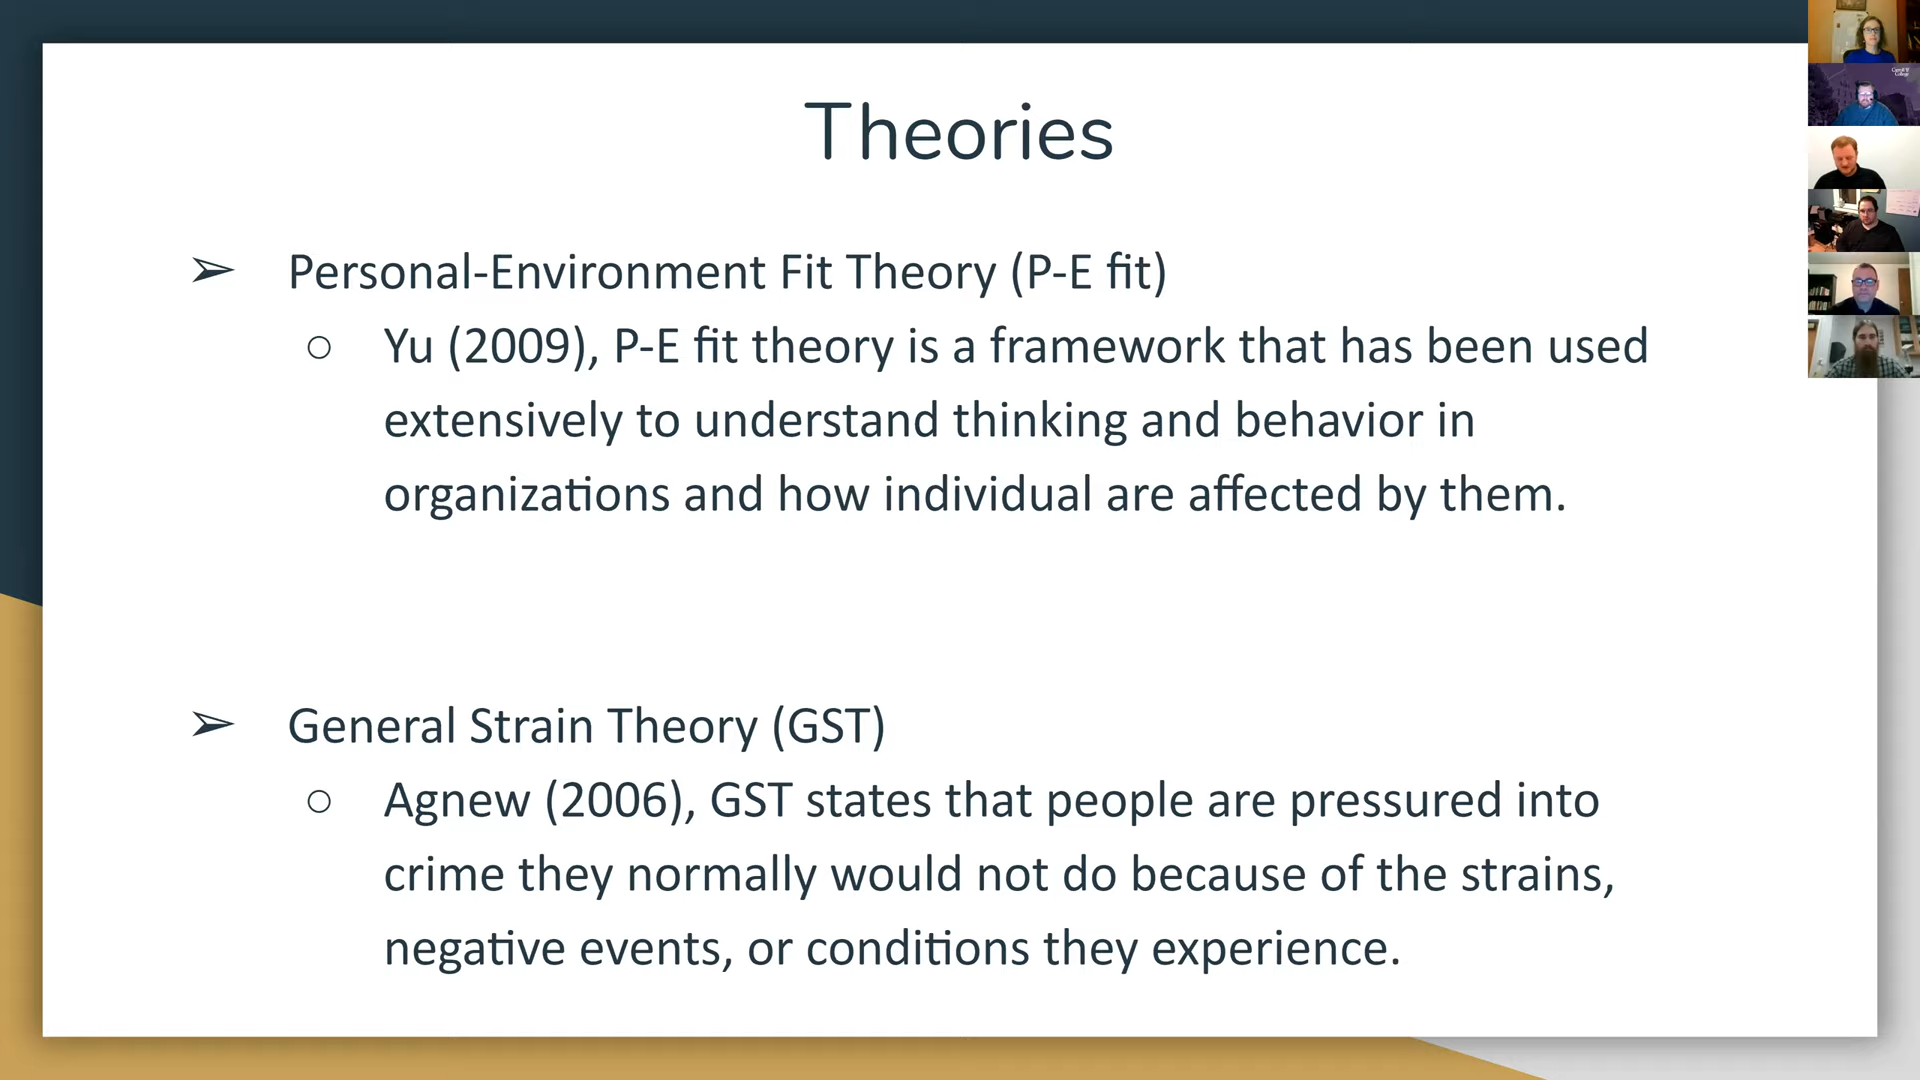 Theories
➢ Personal-Environment Fit Theory (P-E fit)
○ Yu (2009), P-E fit theory is a framework that has been used
extensively to understand thinking and behavior in
organizations and how individual are affected by them.
➢ General Strain Theory (GST)
○ Agnew (2006), GST states that people are pressured into
crime they normally would not do because of the strains,
negative events, or conditions they experience.